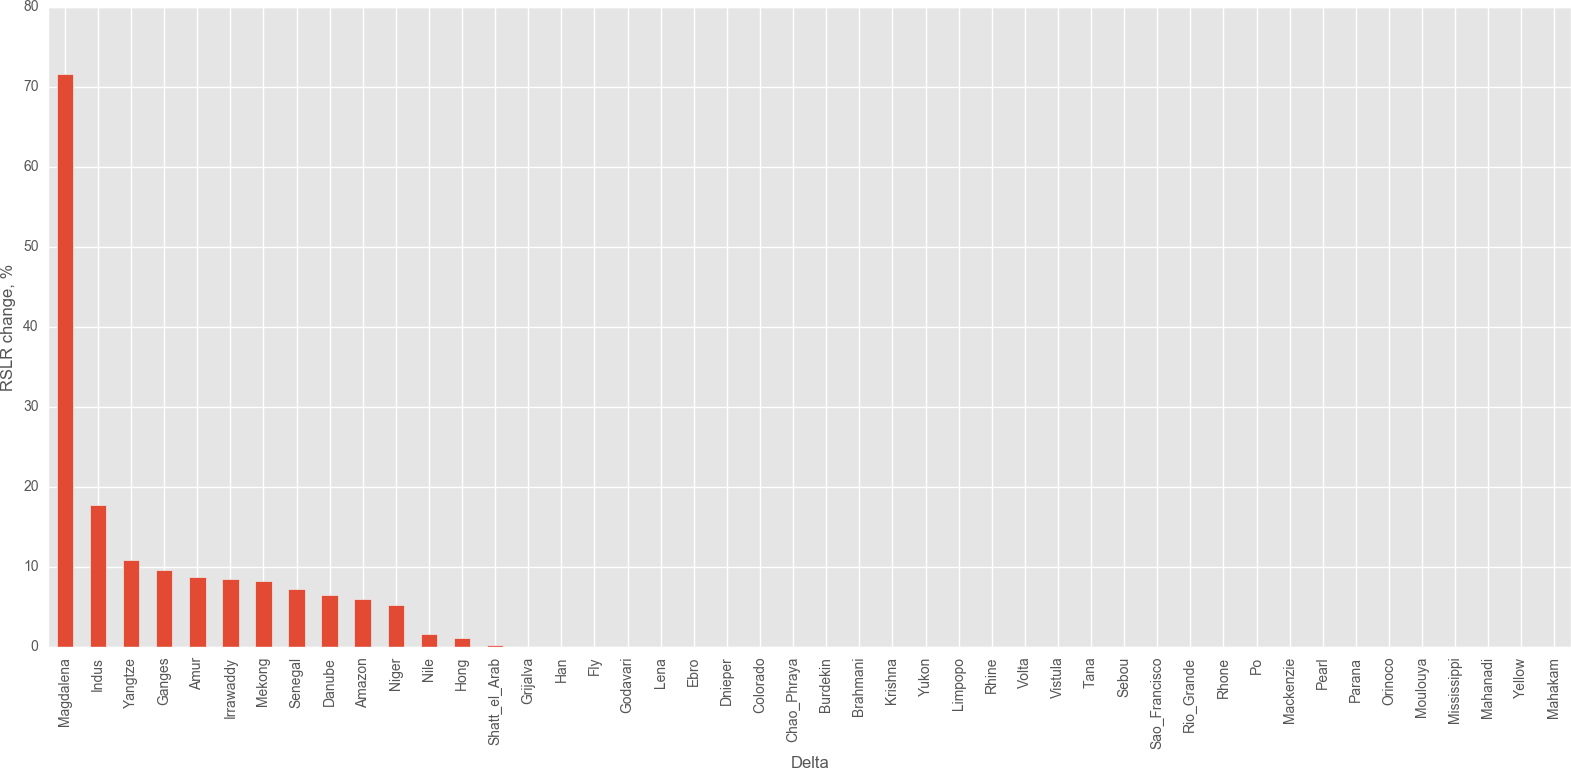 80
70
60
50
40
30
20
10
0
RSLR change, %
Magdalena
Indus
Yangtze
Ganges
Amur
Irrawaddy
Mekong
Senegal
Danube
Amazon
Niger
Nile
Hong
Shatt_el_Arab
Grijalva
Han
Fly
Godavari
Lena
Ebro
Dnieper
Colorado
Chao_Phraya
Burdekin
Brahmani
Krishna
Yukon
Limpopo
Rhine
Volta
Vistula
Tana
Sebou
Sao_Francisco
Rio_Grande
Rhone
Po
Mackenzie
Pearl
Parana
Orinoco
Moulouya
Mississippi
Mahanadi
Yellow
Mahakam
Delta